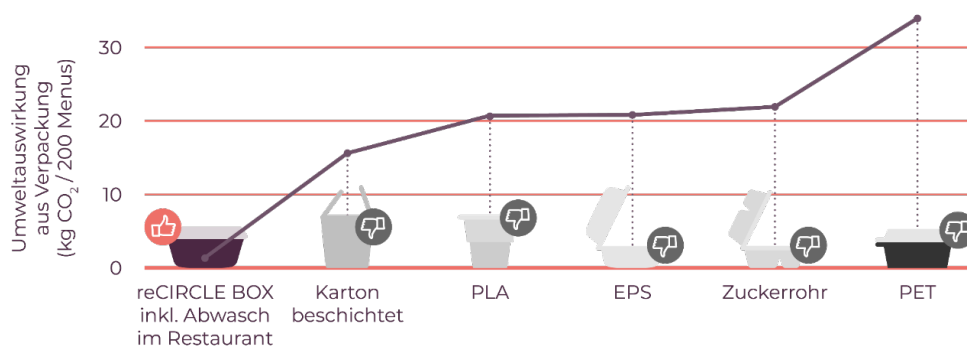 Umweltauswirkung
aus Verpackung
(kg CO₂ / 200 Menus)
30
20
10
0
reCIRCLE BOX
inkl. Abwasch
im Restaurant
Karton
beschichtet
PLA
EPS
Zuckerrohr
PET